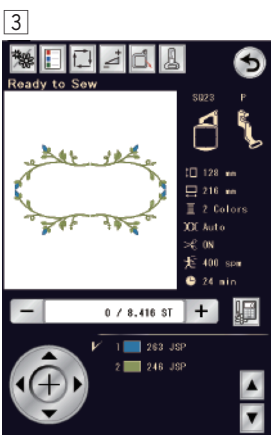 3
Ready to Sew
SQ23 P
128 mm
216 mm
2 Colors
Auto
ON
400 spm
24 min
0 / 8.416 ST
1 263 JSP
2 246 JSP